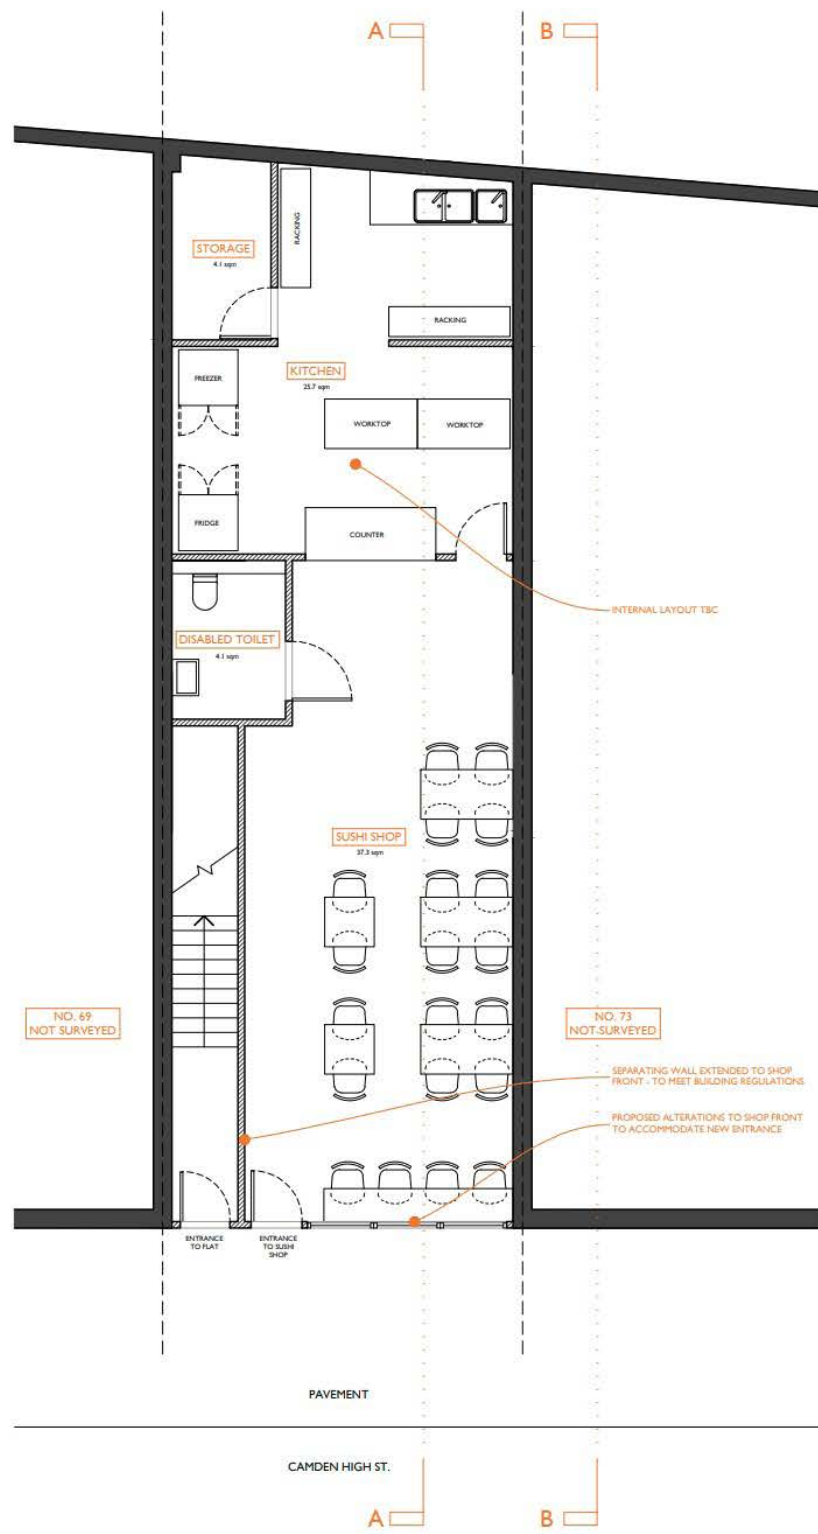 A
B
STORAGE
4.1 sqm
RACKING
RACKING
KITCHEN
25.7 sqm
FREEZER
WORKTOP
WORKTOP
FRIDGE
COUNTER
INTERNAL LAYOUT TBC
DISABLED TOILET
4.1 sqm
SUSHI SHOP
37.3 sqm
NO. 69
NOT SURVEYED
NO. 73
NOT SURVEYED
SEPARATING WALL EXTENDED TO SHOP
FRONT - TO MEET BUILDING REGULATIONS
PROPOSED ALTERATIONS TO SHOP FRONT
TO ACCOMMODATE NEW ENTRANCE
ENTRANCE
TO FLAT
ENTRANCE
TO SUSHI
SHOP
PAVEMENT
CAMDEN HIGH ST.
A
B